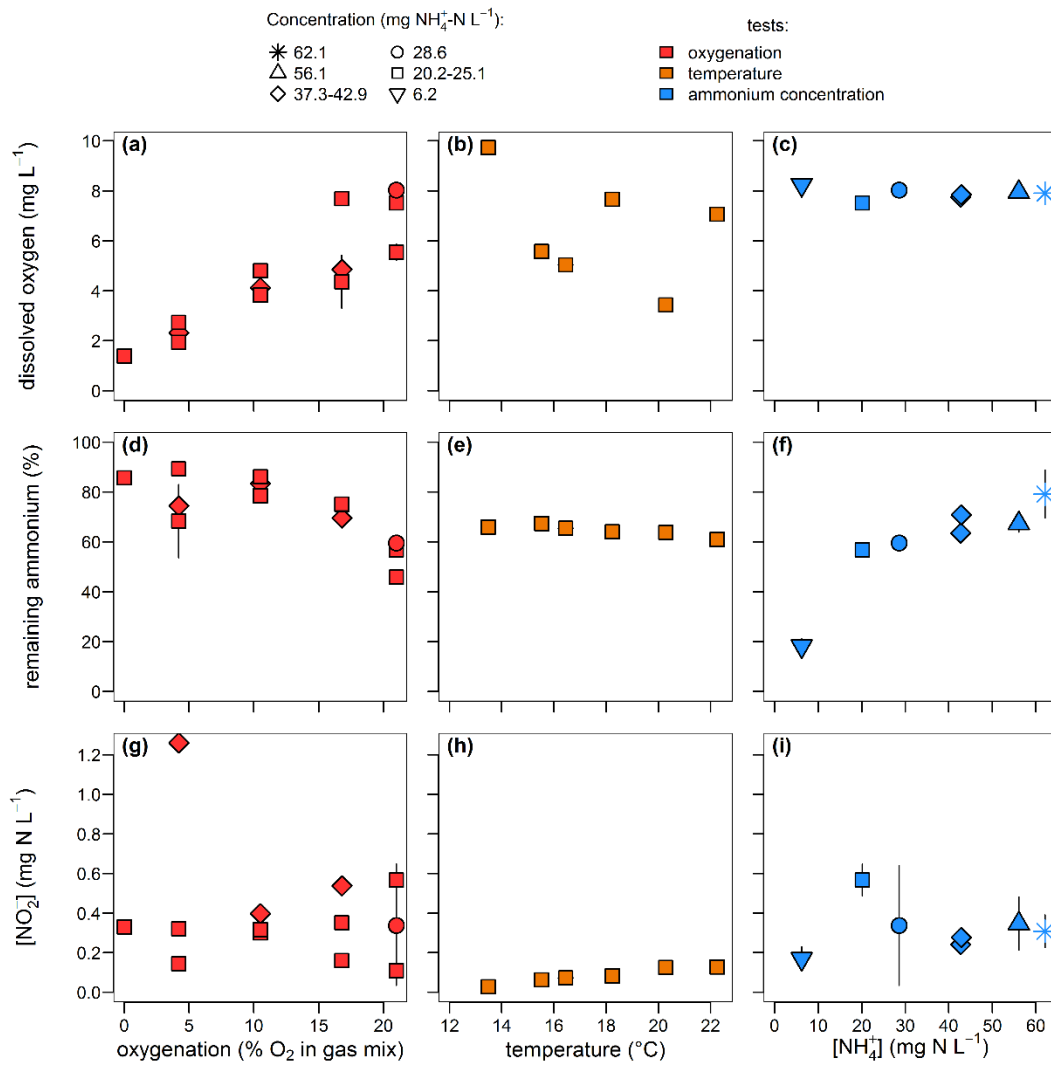 Concentration (mg NH₄⁺-N L⁻¹):
62.1
28.6
56.1
20.2-25.1
37.3-42.9
6.2
tests:
oxygenation
temperature
ammonium concentration
dissolved oxygen (mg L⁻¹)
10
8
6
4
2
0
(a)
(b)
(c)
remaining ammonium (%)
100
80
60
40
20
0
(d)
(e)
(f)
[NO₂⁻] (mg N L⁻¹)
1.2
1.0
0.8
0.6
0.4
0.2
0.0
(g)
(h)
(i)
0 5 10 15 20
12 14 16 18 20 22
0 10 20 30 40 50 60
oxygenation (% O₂ in gas mix)
temperature (°C)
[NH₄⁺] (mg N L⁻¹)